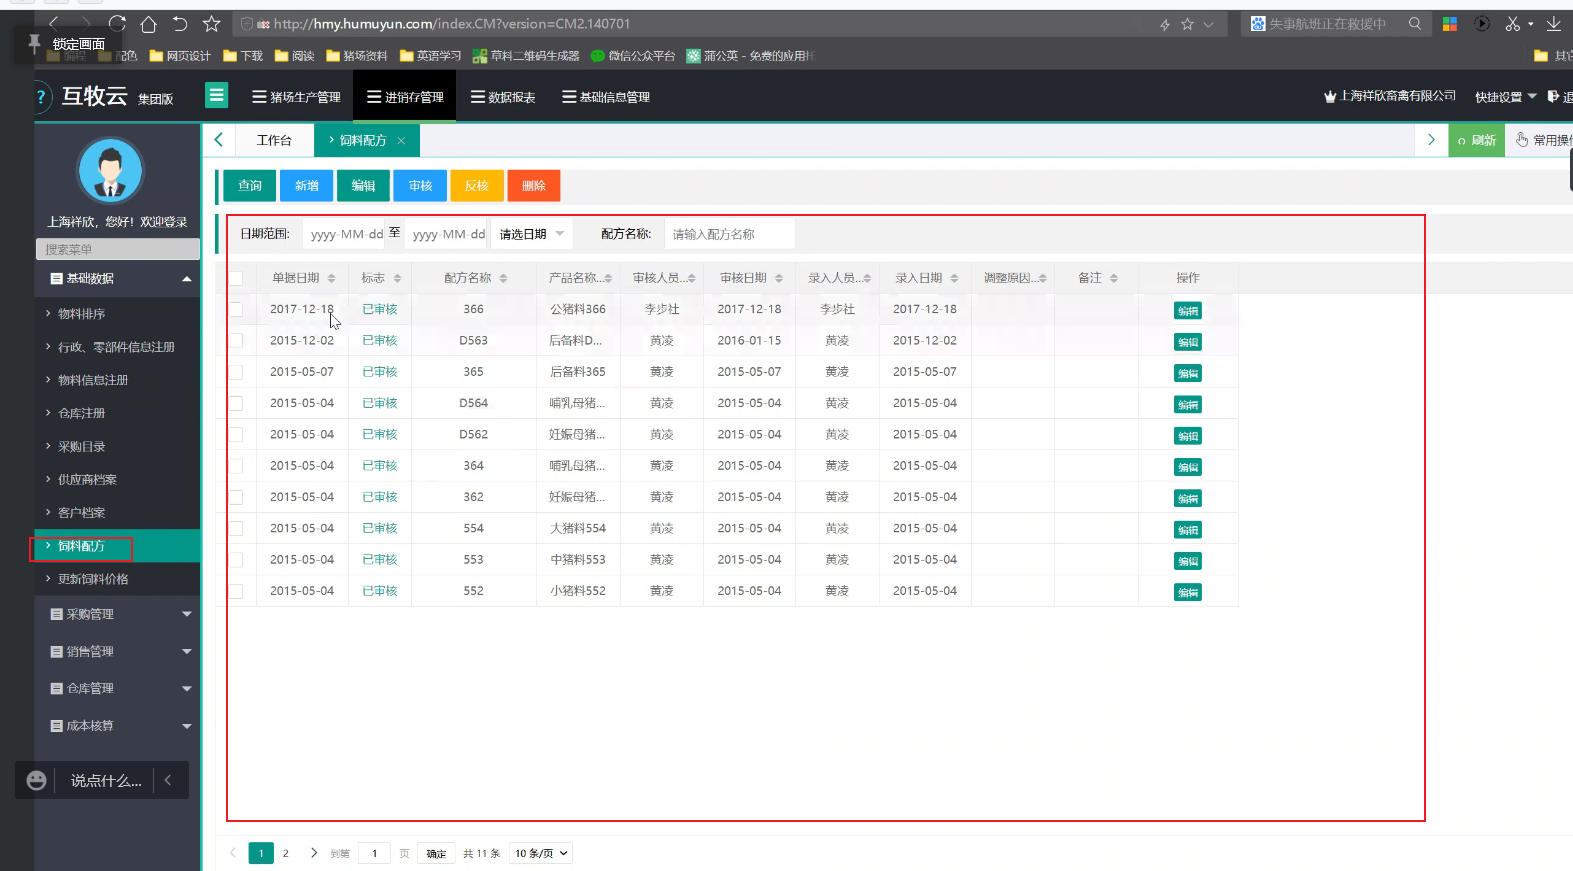 http://hmy.humuyun.com/index.CM?version=CM2.140701
失事航班正在救援中
锁定画面
编程 配色 网页设计 下载 阅读 猪场资料 英语学习 草料二维码生成器 微信公众平台 蒲公英 - 免费的应用托 其它
? 互牧云 集团版 猪场生产管理 进销存管理 数据报表 基础信息管理 上海祥欣畜禽有限公司 快捷设置 退
工作台 饲料配方 × 刷新 常用操作
查询 新增 编辑 审核 反核 删除
上海祥欣，您好！欢迎登录
搜索菜单
基础数据
物料排序
行政、零部件信息注册
物料信息注册
仓库注册
采购目录
供应商档案
客户档案
饲料配方
更新饲料价格
采购管理
销售管理
仓库管理
成本核算
说点什么...
日期范围: yyyy-MM-dd 至 yyyy-MM-dd 请选日期 配方名称: 请输入配方名称
单据日期 标志 配方名称 产品名称... 审核人员... 审核日期 录入人员... 录入日期 调整原因... 备注 操作
2017-12-18 已审核 366 公猪料366 李步社 2017-12-18 李步社 2017-12-18 编辑
2015-12-02 已审核 D563 后备料D... 黄凌 2016-01-15 黄凌 2015-12-02 编辑
2015-05-07 已审核 365 后备料365 黄凌 2015-05-07 黄凌 2015-05-07 编辑
2015-05-04 已审核 D564 哺乳母猪... 黄凌 2015-05-04 黄凌 2015-05-04 编辑
2015-05-04 已审核 D562 妊娠母猪... 黄凌 2015-05-04 黄凌 2015-05-04 编辑
2015-05-04 已审核 364 哺乳母猪... 黄凌 2015-05-04 黄凌 2015-05-04 编辑
2015-05-04 已审核 362 妊娠母猪... 黄凌 2015-05-04 黄凌 2015-05-04 编辑
2015-05-04 已审核 554 大猪料554 黄凌 2015-05-04 黄凌 2015-05-04 编辑
2015-05-04 已审核 553 中猪料553 黄凌 2015-05-04 黄凌 2015-05-04 编辑
2015-05-04 已审核 552 小猪料552 黄凌 2015-05-04 黄凌 2015-05-04 编辑
1 2 到第 1 页 确定 共 11 条 10 条/页